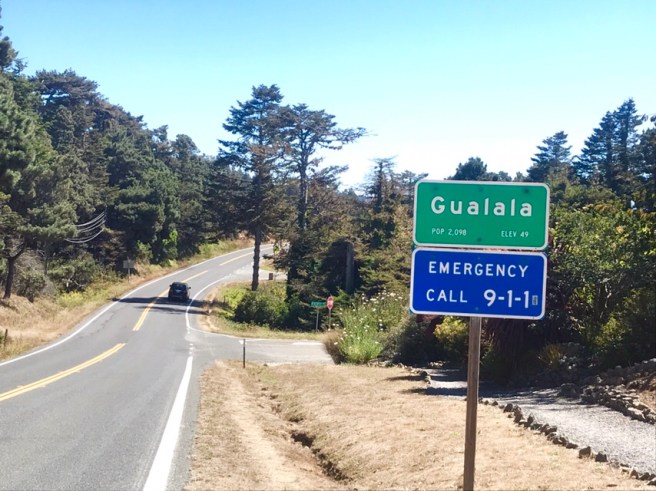 Gualala
POP 2,098 ELEV 49
EMERGENCY
CALL 9-1-1